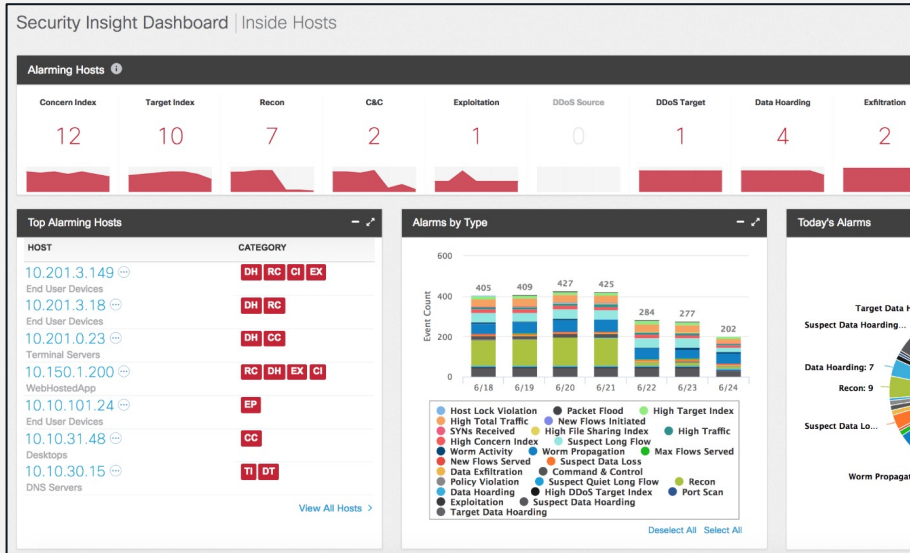 Security Insight Dashboard | Inside Hosts
Alarming Hosts
Concern Index Target Index Recon C&C Exploitation DDoS Source DDoS Target Data Hoarding Exfiltration
12 10 7 2 1 0 1 4 2
Top Alarming Hosts
HOST CATEGORY
10.201.3.149 DH RC CI EX
End User Devices
10.201.3.18 DH RC
End User Devices
10.201.0.23 DH CC
Terminal Servers
10.150.1.200 RC DH EX CI
WebHostedApp
10.10.101.24 EP
End User Devices
10.10.31.48 CC
Desktops
10.10.30.15 TI DT
DNS Servers
View All Hosts >
Alarms by Type
Event Count
600
400
200
0
405 409 427 425 284 277 202
6/18 6/19 6/20 6/21 6/22 6/23 6/24
Host Lock Violation Packet Flood High Target Index
High Total Traffic New Flows Initiated
SYNs Received High File Sharing Index High Traffic
High Concern Index Suspect Long Flow
Worm Activity Worm Propagation Max Flows Served
New Flows Served Suspect Data Loss
Data Exfiltration Command & Control
Policy Violation Suspect Quiet Long Flow Recon
Data Hoarding High DDoS Target Index Port Scan
Exploitation Suspect Data Hoarding
Target Data Hoarding
Deselect All Select All
Today's Alarms
Target Data H
Suspect Data Hoarding...
Data Hoarding: 7
Recon: 9
Suspect Data Lo...
Worm Propagat